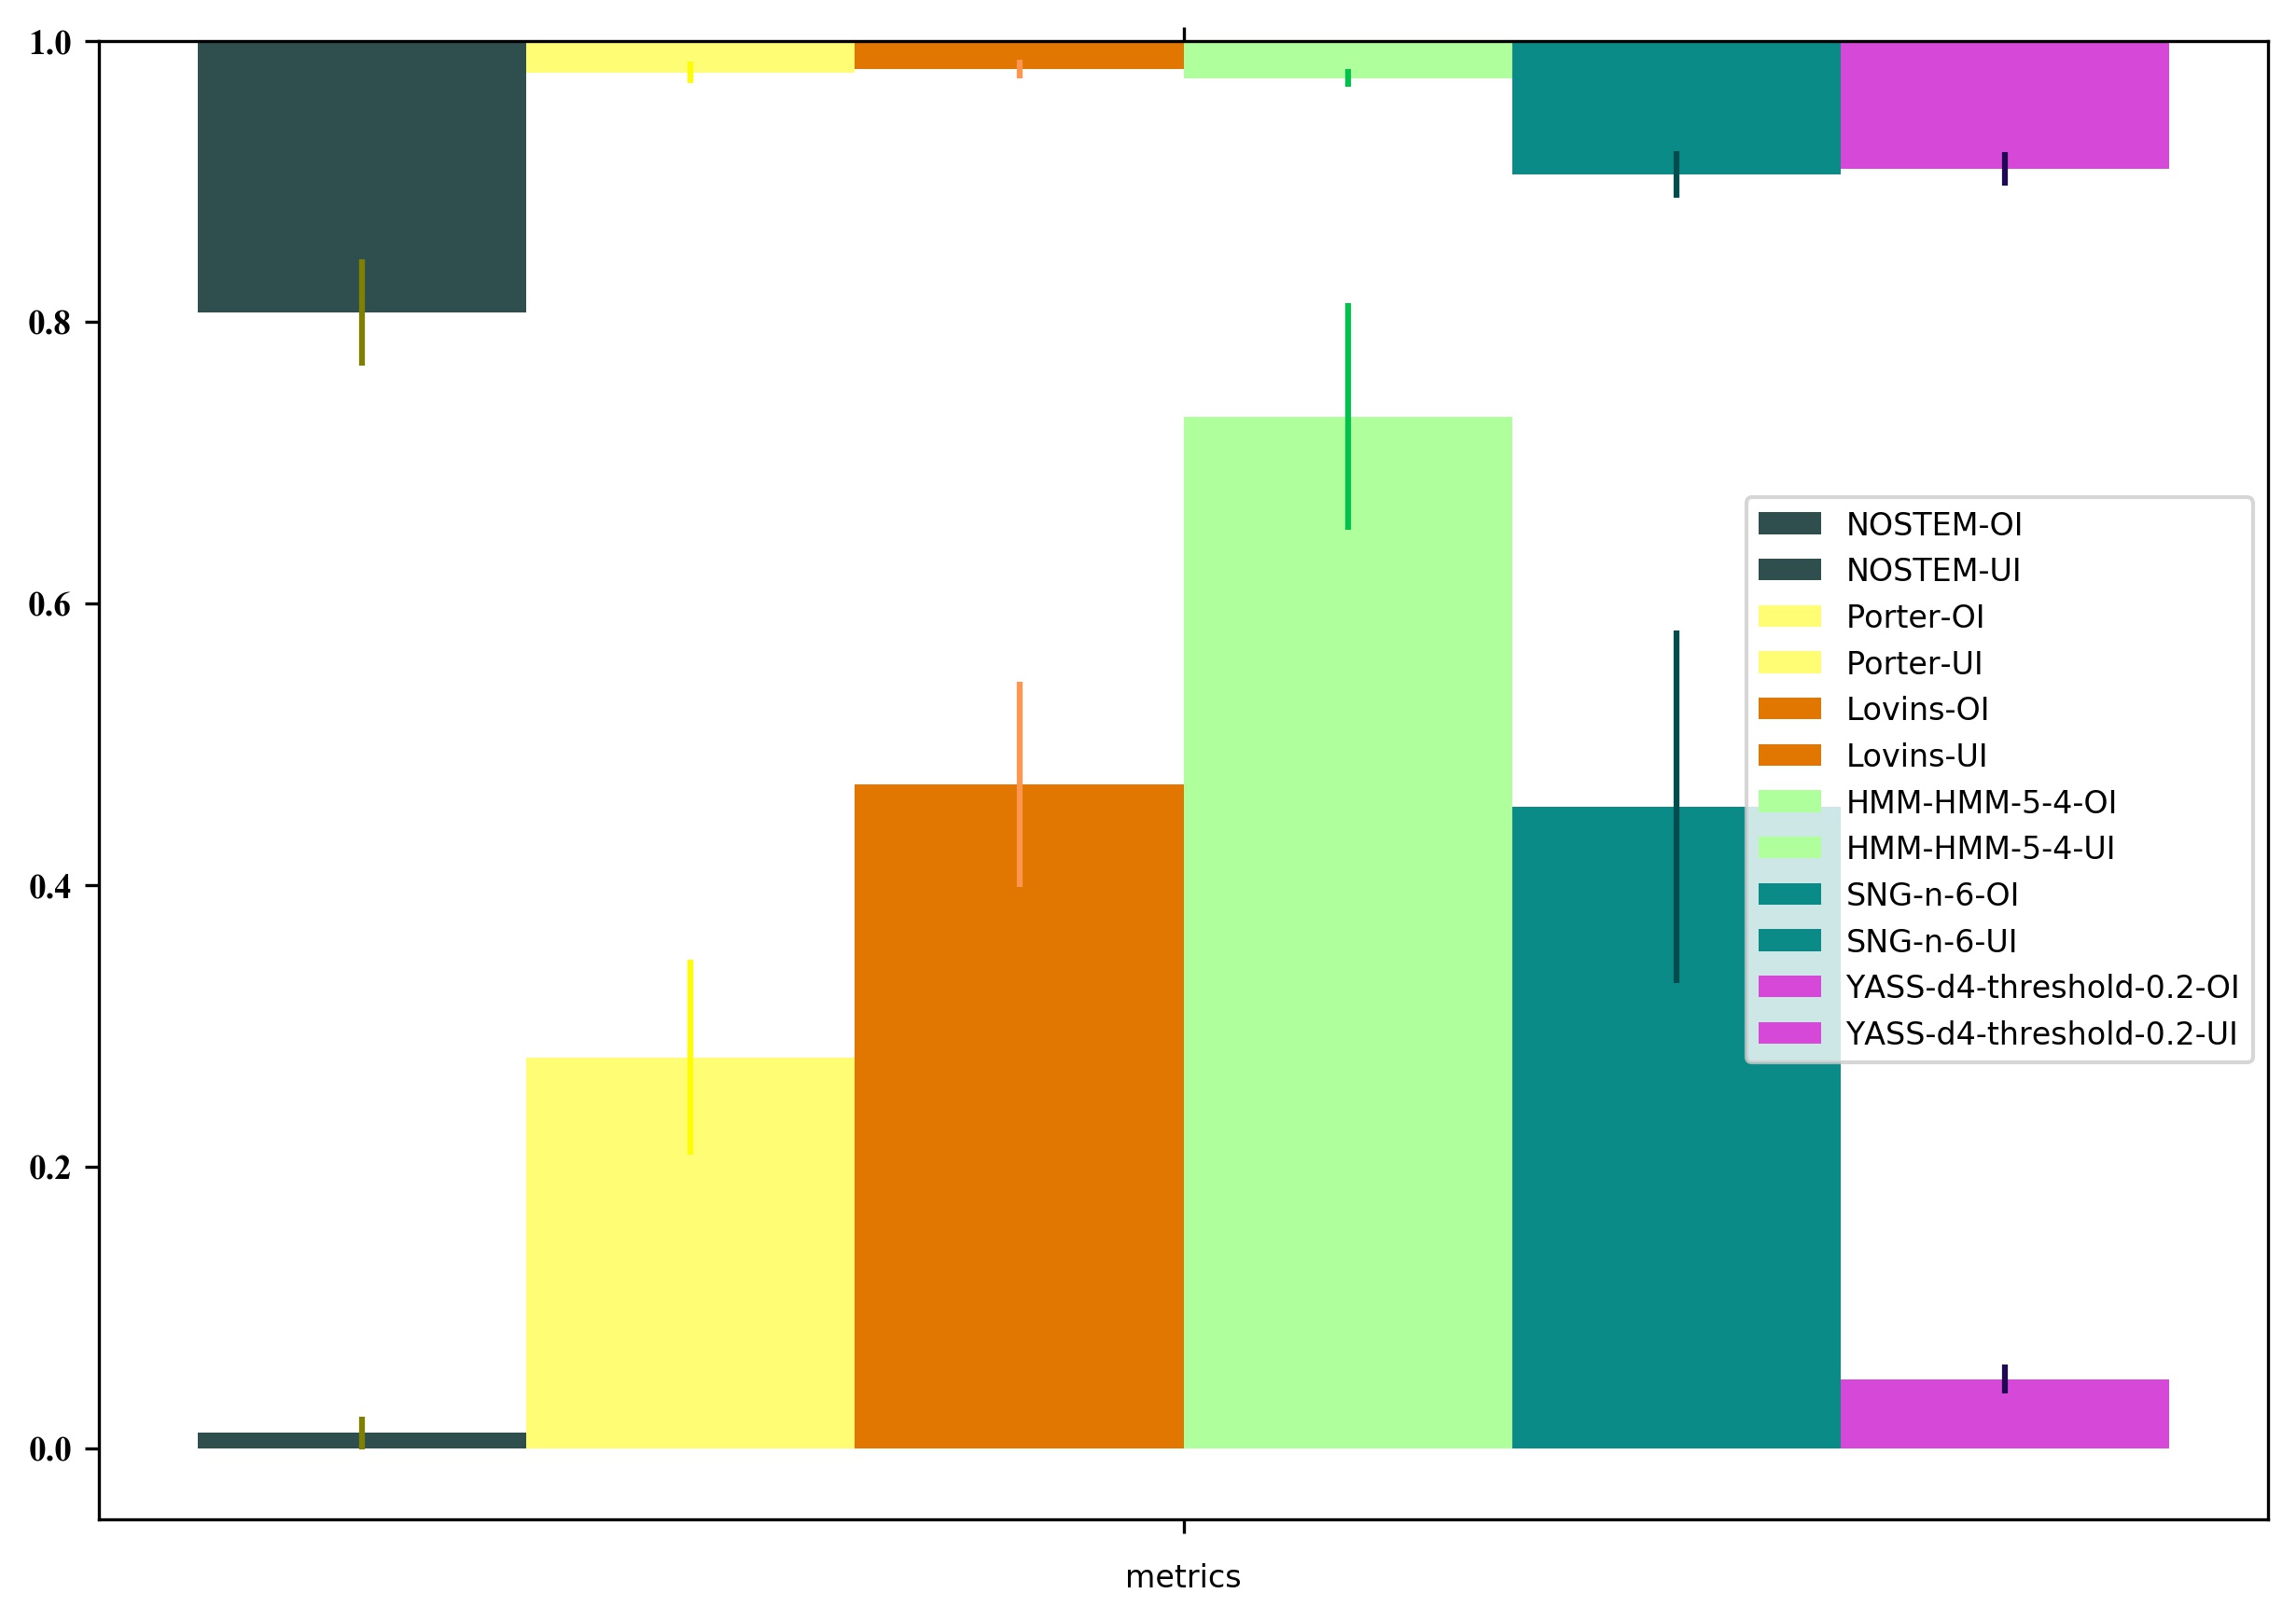 1.0
0.8
0.6
0.4
0.2
0.0
NOSTEM-OI
NOSTEM-UI
Porter-OI
Porter-UI
Lovins-OI
Lovins-UI
HMM-HMM-5-4-OI
HMM-HMM-5-4-UI
SNG-n-6-OI
SNG-n-6-UI
YASS-d4-threshold-0.2-OI
YASS-d4-threshold-0.2-UI
metrics